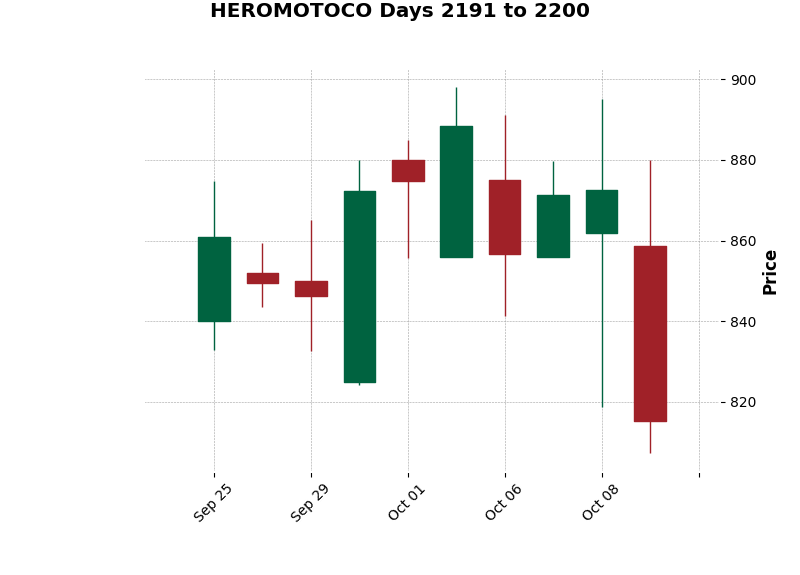 HEROMOTOCO Days 2191 to 2200
900
880
860
840
820
Price
Sep 25
Sep 29
Oct 01
Oct 06
Oct 08